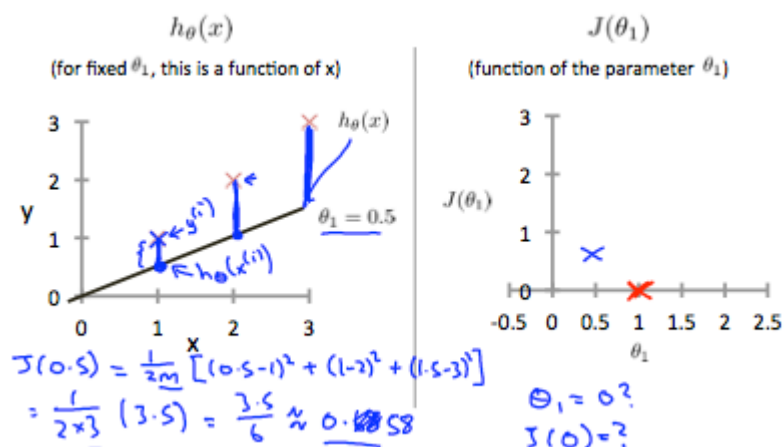 h_θ(x)
(for fixed θ₁, this is a function of x)
3
2
1
0
y
0 1 2 3
x
h_θ(x)
θ₁ = 0.5
y^(i)
h_θ(x^(i))
J(0.5) = 1/2m [(0.5-1)² + (1-2)² + (1.5-3)²]
= 1/2×3 (3.5) = 3.5/6 ≈ 0.58
J(θ₁)
(function of the parameter θ₁)
3
2
1
0
J(θ₁)
-0.5 0 0.5 1 1.5 2 2.5
θ₁
θ₁ = 0?
J(0) = ?